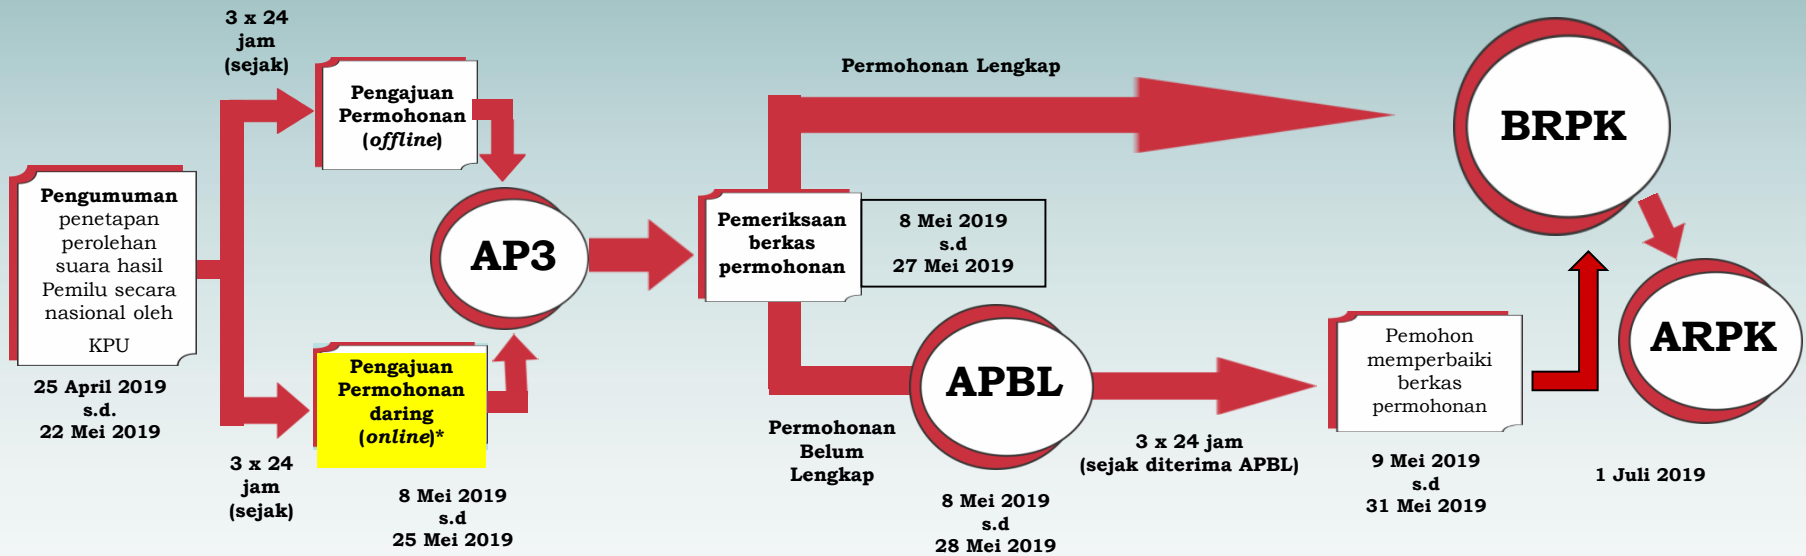 3 x 24
jam
(sejak)
Pengajuan
Permohonan
(offline)
Pengumuman
penetapan
perolehan
suara hasil
Pemilu secara
nasional oleh
KPU
25 April 2019
s.d.
22 Mei 2019
3 x 24
jam
(sejak)
Pengajuan
Permohonan
daring
(online)*
8 Mei 2019
s.d
25 Mei 2019
AP3
Pemeriksaan
berkas
permohonan
8 Mei 2019
s.d
27 Mei 2019
Permohonan Lengkap
Permohonan
Belum
Lengkap
APBL
8 Mei 2019
s.d
28 Mei 2019
3 x 24 jam
(sejak diterima APBL)
Pemohon
memperbaiki
berkas
permohonan
9 Mei 2019
s.d
31 Mei 2019
BRPK
ARPK
1 Juli 2019